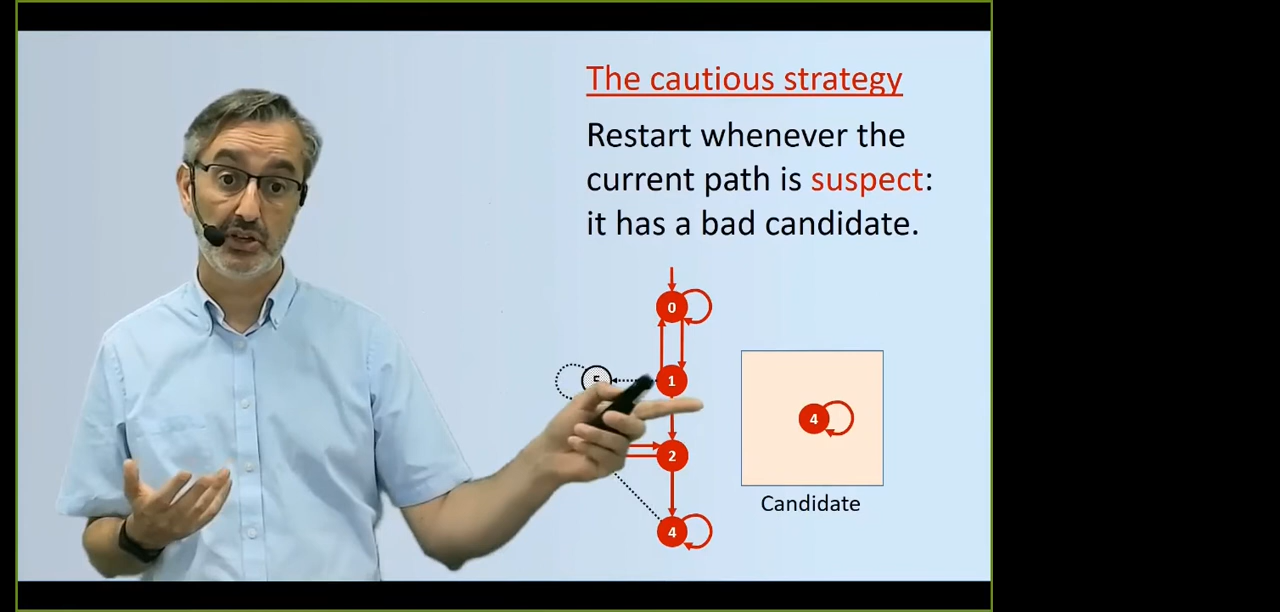 The cautious strategy
Restart whenever the
current path is suspect:
it has a bad candidate.
0
1
2
4
4
Candidate